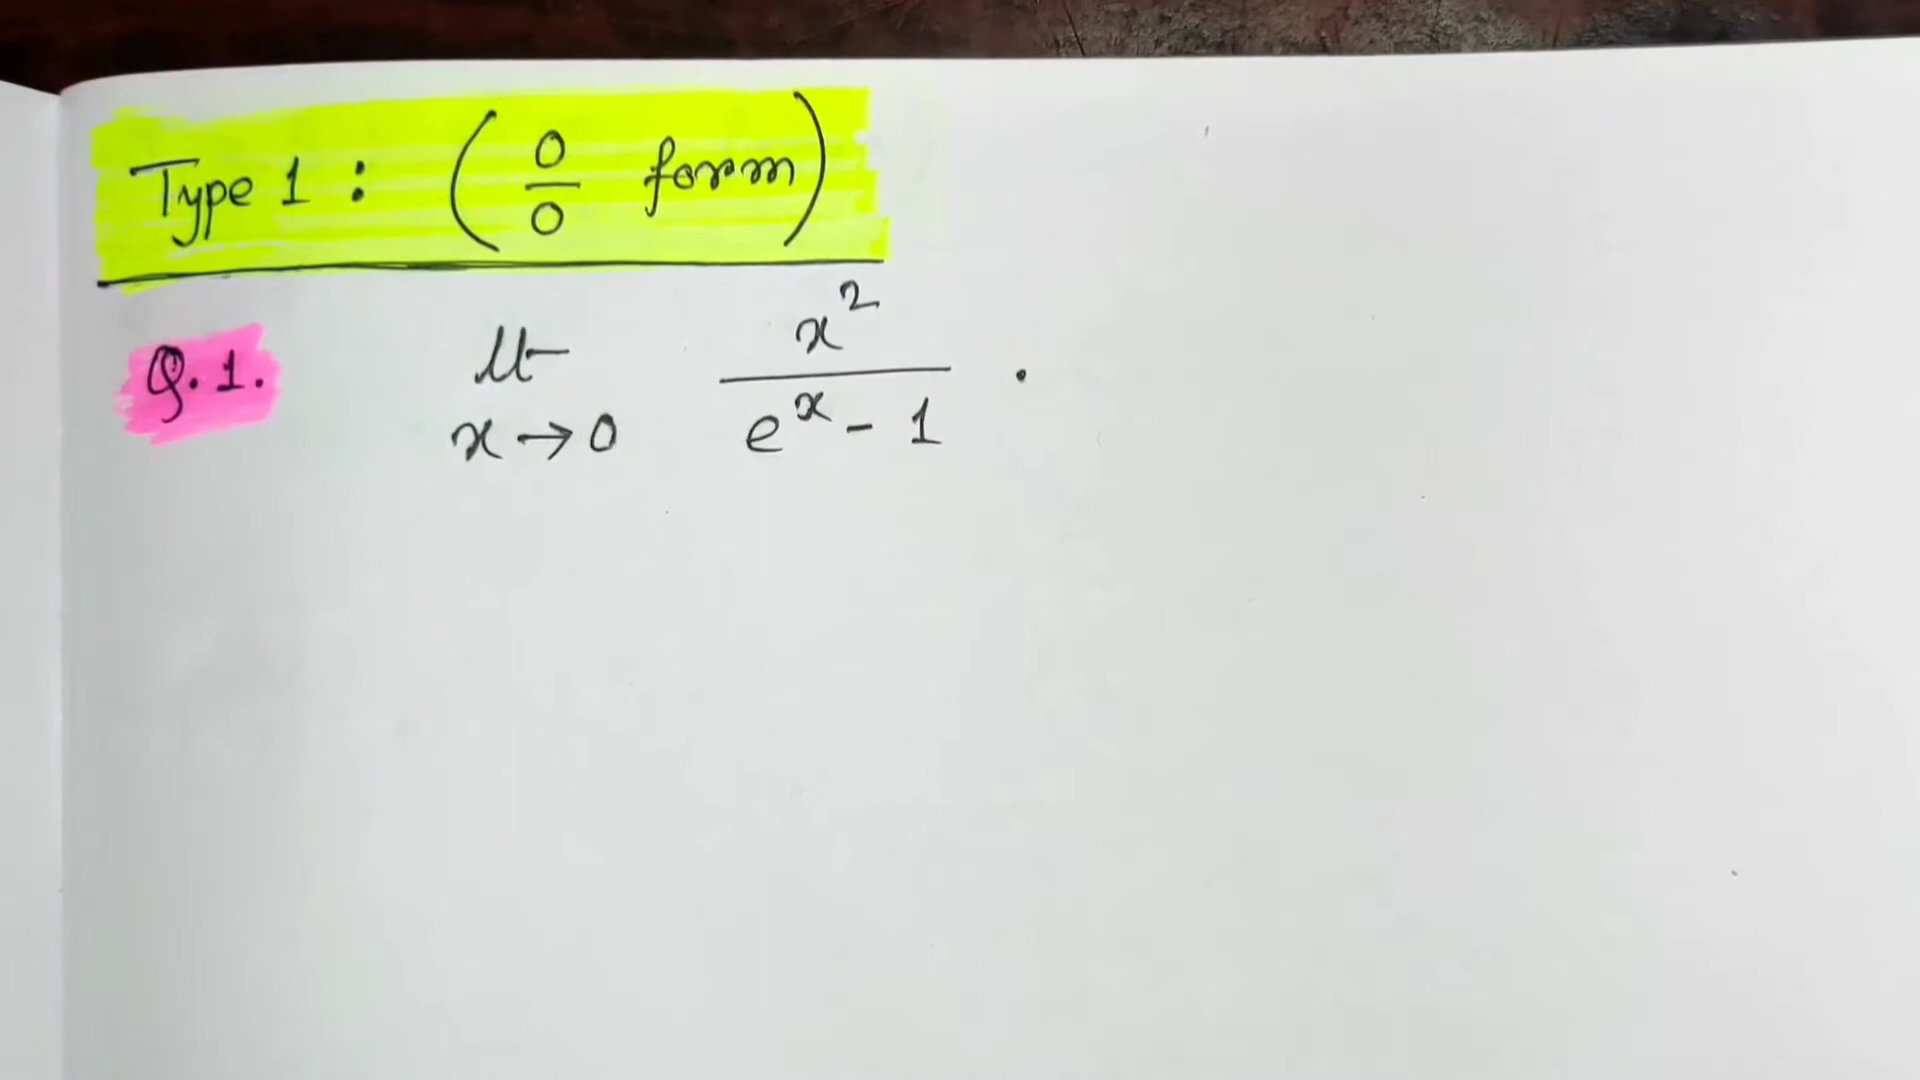 Type 1 : ( 0/0 form )
Q.1. lt x→0 x²/(eˣ - 1) .